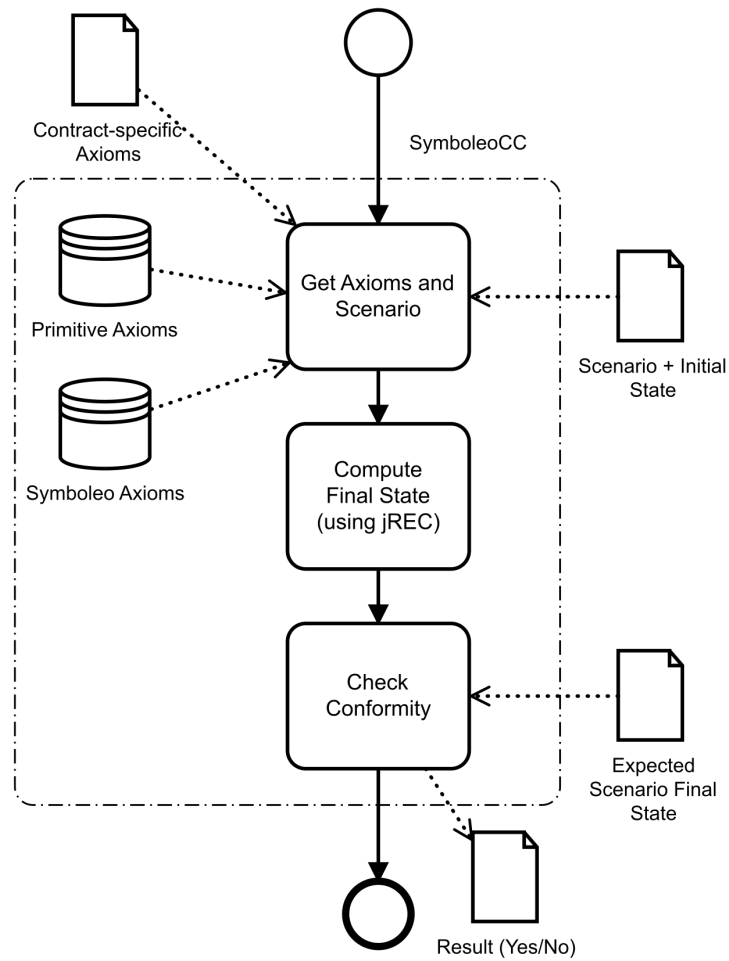 Contract-specific
Axioms
SymboleoCC
Primitive Axioms
Get Axioms and
Scenario
Scenario + Initial
State
Symboleo Axioms
Compute
Final State
(using jREC)
Check
Conformity
Expected
Scenario Final
State
Result (Yes/No)